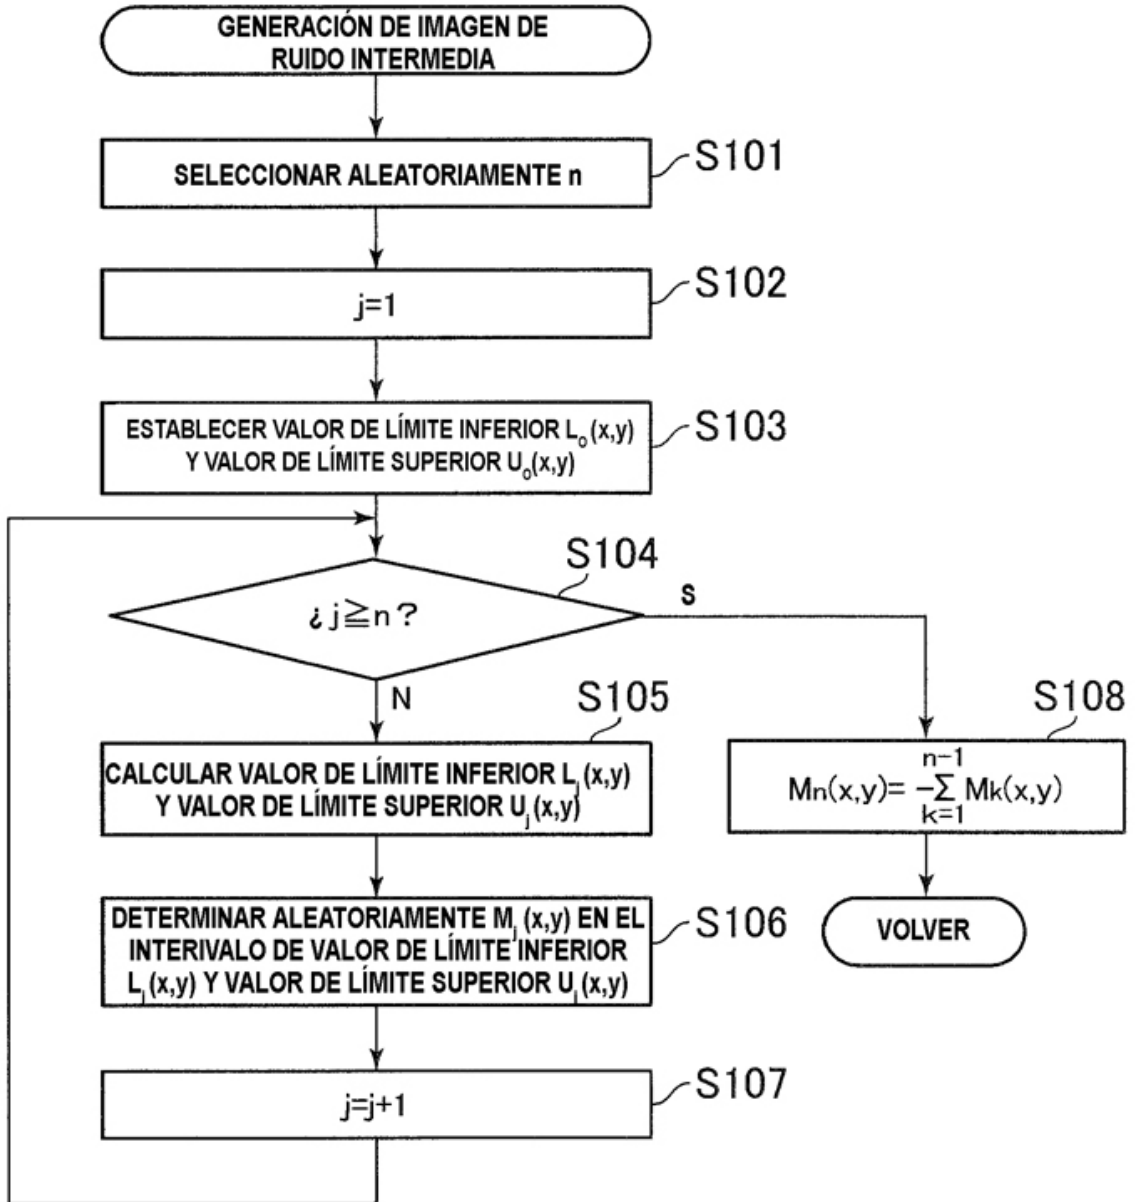 GENERACIÓN DE IMAGEN DE
RUIDO INTERMEDIA
SELECCIONAR ALEATORIAMENTE n
S101
j=1
S102
ESTABLECER VALOR DE LÍMITE INFERIOR L₀(x,y)
Y VALOR DE LÍMITE SUPERIOR U₀(x,y)
S103
¿j≧n?
S104
S
N
CALCULAR VALOR DE LÍMITE INFERIOR Lⱼ(x,y)
Y VALOR DE LÍMITE SUPERIOR Uⱼ(x,y)
S105
DETERMINAR ALEATORIAMENTE Mⱼ(x,y) EN EL
INTERIVALO DE VALOR DE LÍMITE INFERIOR
Lⱼ(x,y) Y VALOR DE LÍMITE SUPERIOR Uⱼ(x,y)
S106
j=j+1
S107
S108
n-1
Mn(x,y)= -Σ Mk(x,y)
k=1
VOLVER